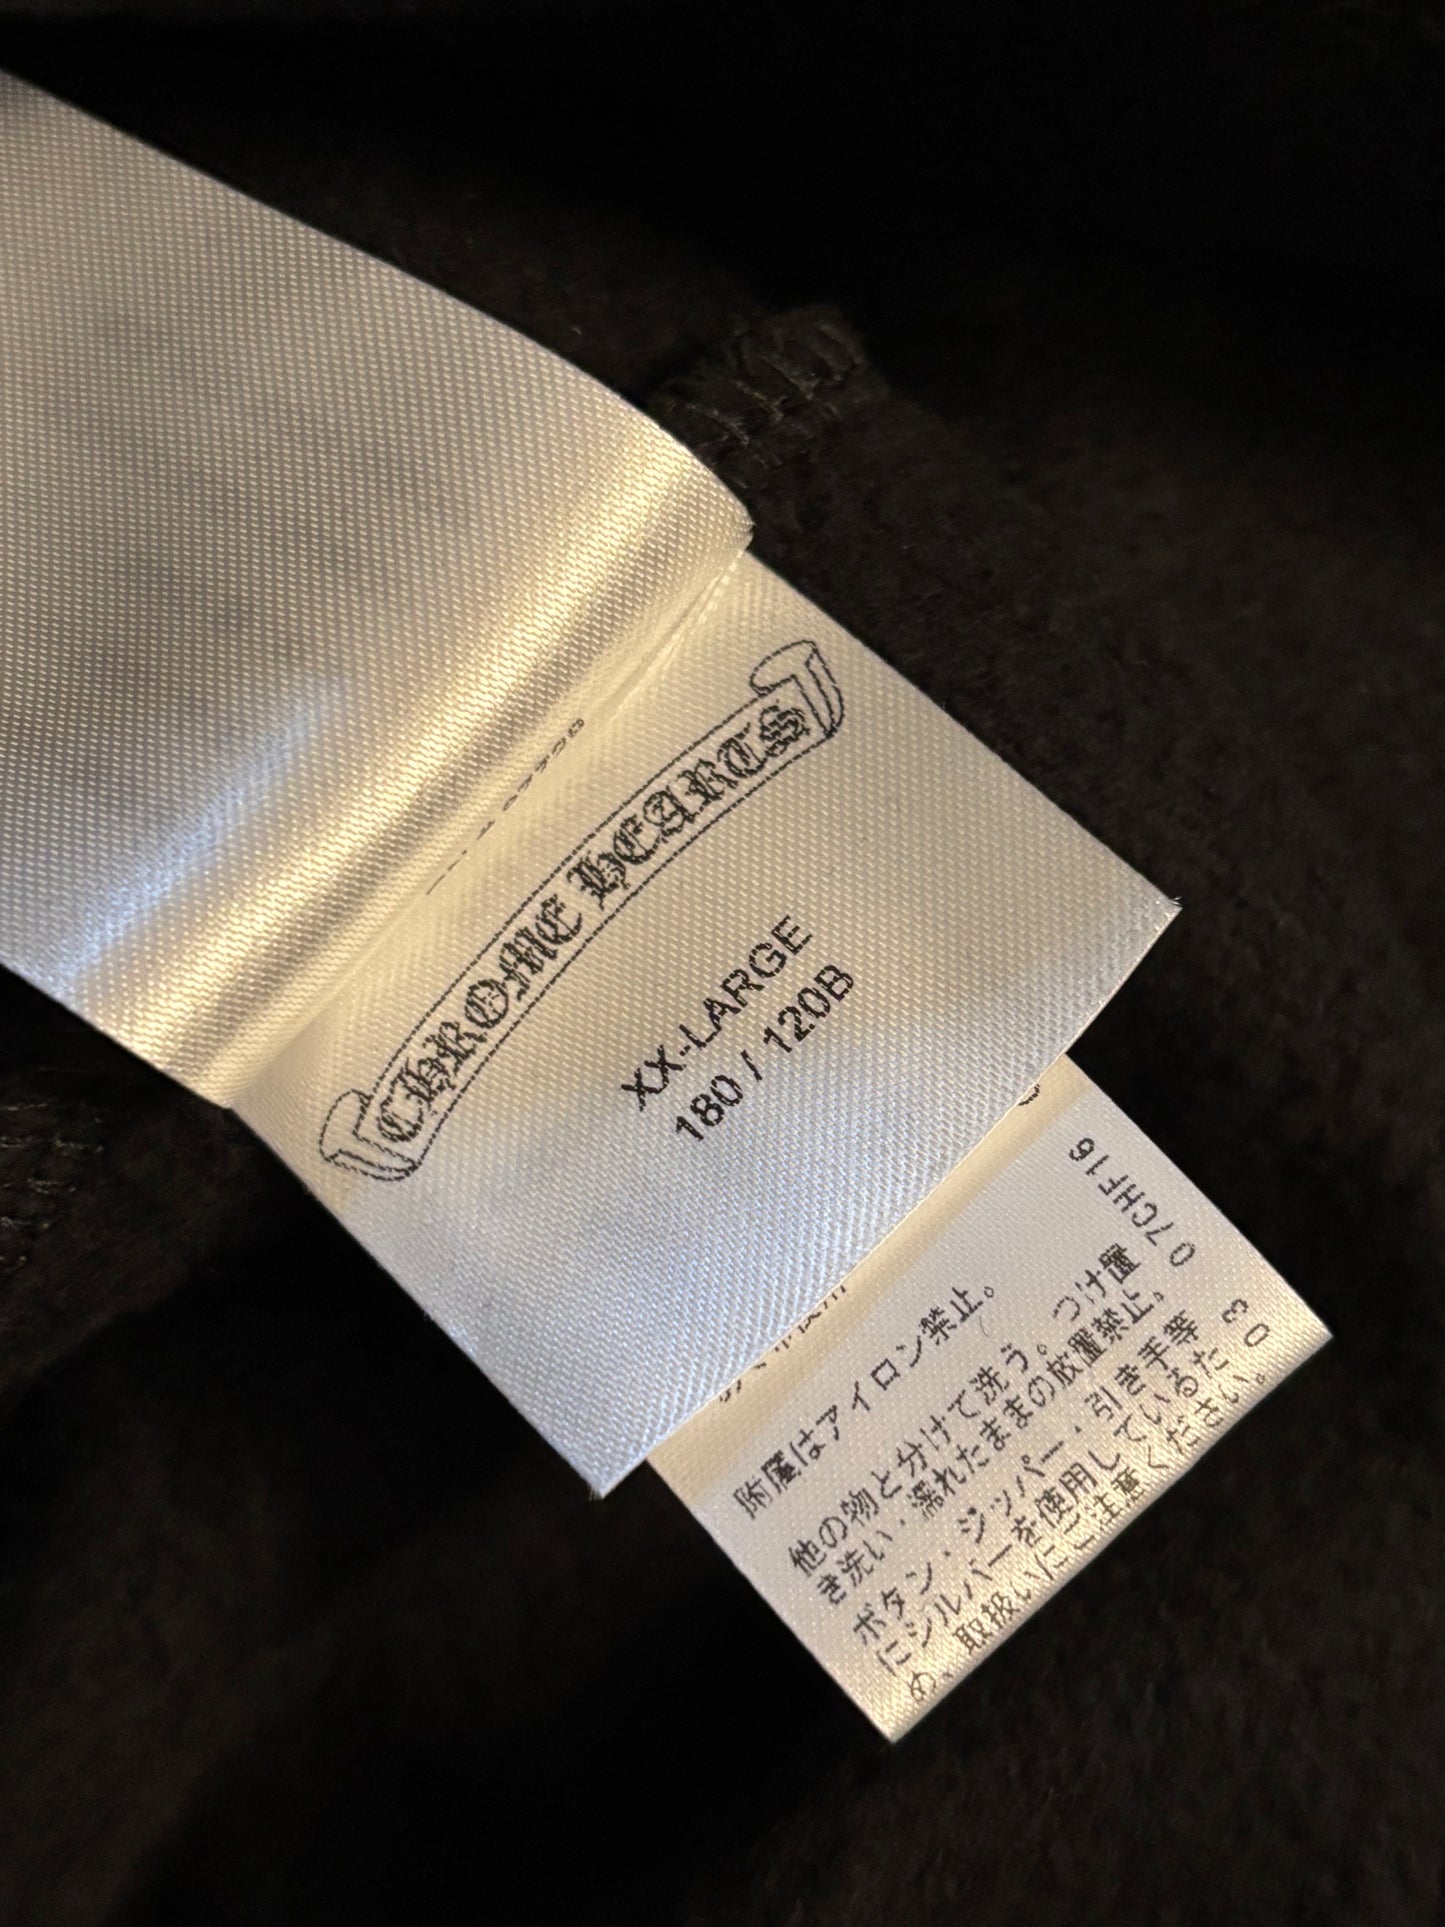 CHROME HEARTS
XX-LARGE
180 / 120B
附属はアイロン禁止。
他の物と分けて洗う。つけ置
き洗い・濡れたままの放置禁止。
ボタン・ジッパー・引き手等
にシルバーを使用しているた
め、取扱いにご注意ください。
07CHF16
03